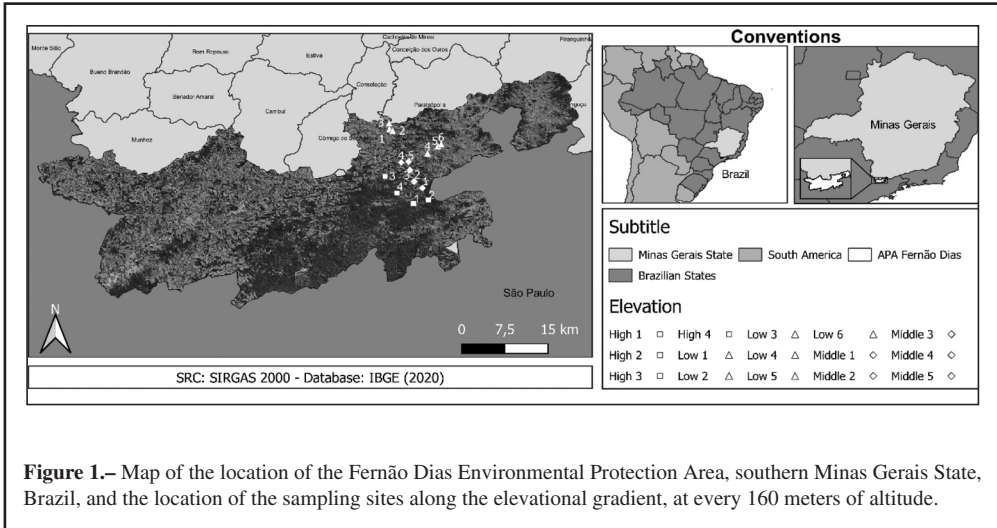 Conventions
Monte Sião
Bom Repouso
Estiva
Cachoeira de Minas
Conceição dos Ouros
Piranguinho
Bueno Brandão
Senador Amaral
Cambuí
Consolação
Paraisópolis
Munhoz
Córrego do
São Paulo
N
0 7,5 15 km
SRC: SIRGAS 2000 - Database: IBGE (2020)
Brazil
Minas Gerais
Subtitle
Minas Gerais State South America APA Fernão Dias
Brazilian States
Elevation
High 1 High 4 Low 3 Low 6 Middle 3
High 2 Low 1 Low 4 Middle 1 Middle 4
High 3 Low 2 Low 5 Middle 2 Middle 5
Figure 1.– Map of the location of the Fernão Dias Environmental Protection Area, southern Minas Gerais State,
Brazil, and the location of the sampling sites along the elevational gradient, at every 160 meters of altitude.